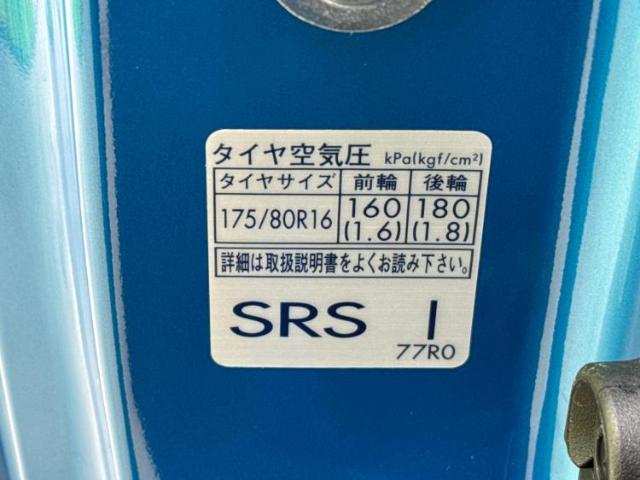 タイヤ空気圧 kPa(kgf/cm²)
タイヤサイズ 前輪 後輪
175/80R16 160 (1.6) 180 (1.8)
詳細は取扱説明書をよくお読み下さい。
SRS I
77R0